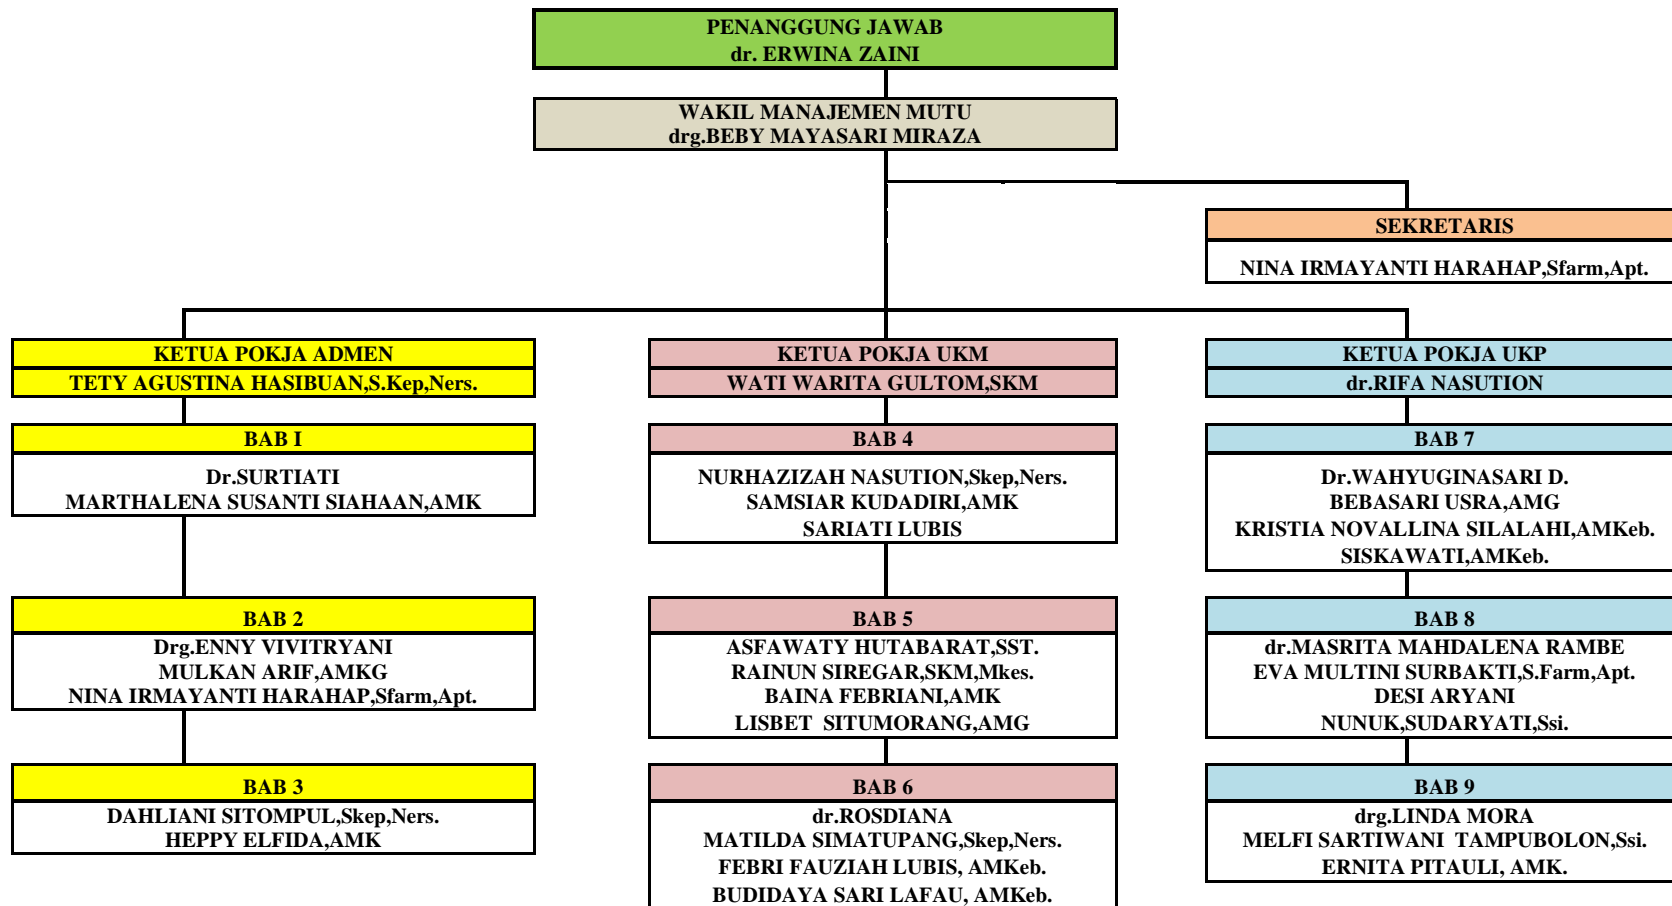 PENANGGUNG JAWAB
dr. ERWINA ZAINI
WAKIL MANAJEMEN MUTU
drg.BEBY MAYASARI MIRAZA
SEKRETARIS
NINA IRMAYANTI HARAHAP,Sfarm,Apt.
KETUA POKJA ADMEN
TETY AGUSTINA HASIBUAN,S.Kep,Ners.
BAB I
Dr.SURTIATI
MARTHALENA SUSANTI SIAHAAN,AMK
BAB 2
Drg.ENNY VIVITRYANI
MULKAN ARIF,AMKG
NINA IRMAYANTI HARAHAP,Sfarm,Apt.
BAB 3
DAHLIANI SITOMPUL,Skep,Ners.
HEPPY ELFIDA,AMK
KETUA POKJA UKM
WATI WARITA GULTOM,SKM
BAB 4
NURHAZIZAH NASUTION,Skep,Ners.
SAMSIAR KUDADIRI,AMK
SARIATI LUBIS
BAB 5
ASFAWATY HUTABARAT,SST.
RAINUN SIREGAR,SKM,Mkes.
BAINA FEBRIANI,AMK
LISBET  SITUMORANG,AMG
BAB 6
dr.ROSDIANA
MATILDA SIMATUPANG,Skep,Ners.
FEBRI FAUZIAH LUBIS, AMKeb.
BUDIDAYA SARI LAFAU, AMKeb.
KETUA POKJA UKP
dr.RIFA NASUTION
BAB 7
Dr.WAHYUGINASARI D.
BEBASARI USRA,AMG
KRISTIA NOVALLINA SILALAHI,AMKeb.
SISKAWATI,AMKeb.
BAB 8
dr.MASRITA MAHDALENA RAMBE
EVA MULTINI SURBAKTI,S.Farm,Apt.
DESI ARYANI
NUNUK,SUDARYATI,Ssi.
BAB 9
drg.LINDA MORA
MELFI SARTIWANI  TAMPUBOLON,Ssi.
ERNITA PITAULI, AMK.